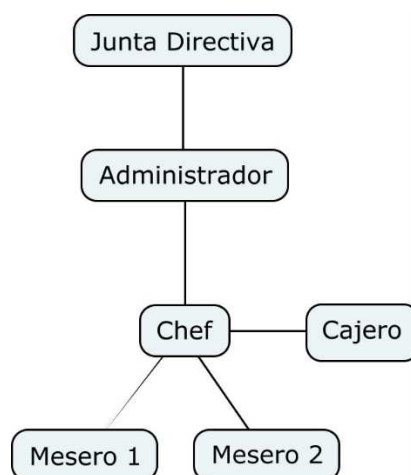 Junta Directiva
Administrador
Chef
Cajero
Mesero 1
Mesero 2